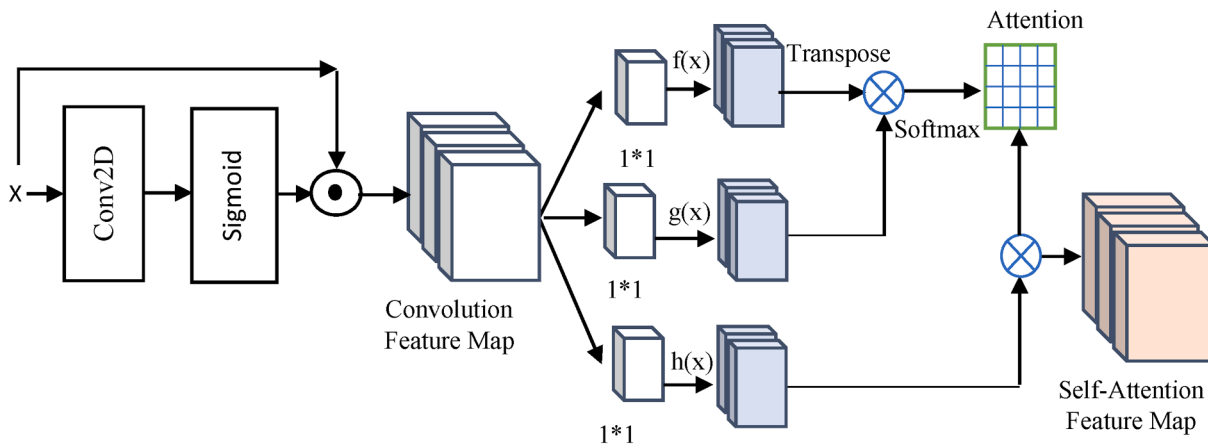 X
Conv2D
Sigmoid
Convolution
Feature Map
1*1
f(x)
Transpose
1*1
g(x)
1*1
h(x)
Softmax
Attention
Self-Attention
Feature Map